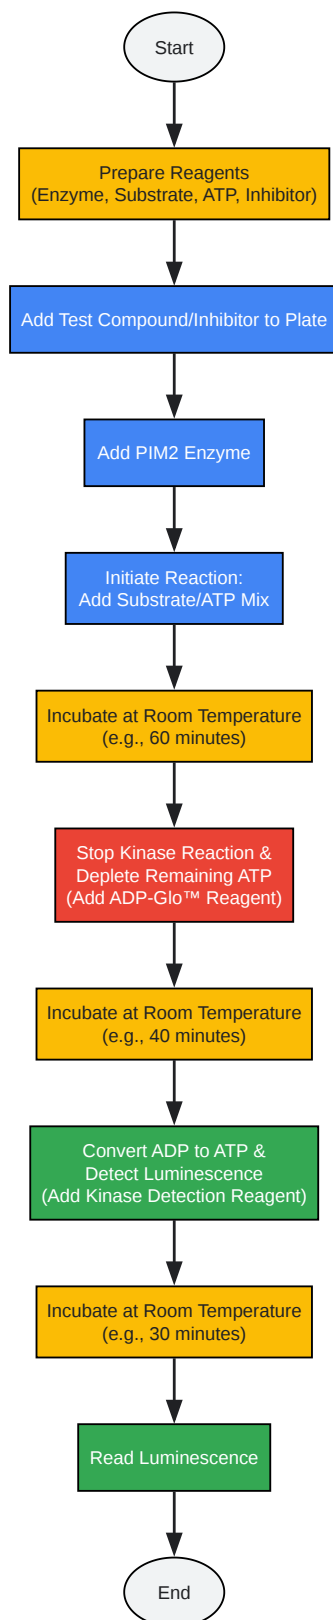 Start
Prepare Reagents
(Enzyme, Substrate, ATP, Inhibitor)
Add Test Compound/Inhibitor to Plate
Add PIM2 Enzyme
Initiate Reaction:
Add Substrate/ATP Mix
Incubate at Room Temperature
(e.g., 60 minutes)
Stop Kinase Reaction &
Deplete Remaining ATP
(Add ADP-Glo™ Reagent)
Incubate at Room Temperature
(e.g., 40 minutes)
Convert ADP to ATP &
Detect Luminescence
(Add Kinase Detection Reagent)
Incubate at Room Temperature
(e.g., 30 minutes)
Read Luminescence
End